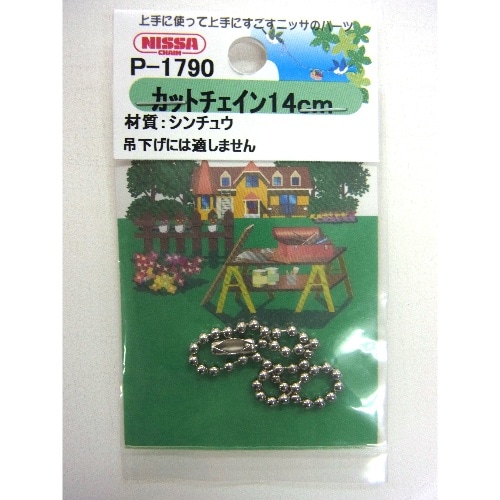 上手に使って上手にすごすニッサのパーツ
NISSA
CHAIN
P-1790
カットチェイン14cm
材質:シンチュウ
吊下げには適しません